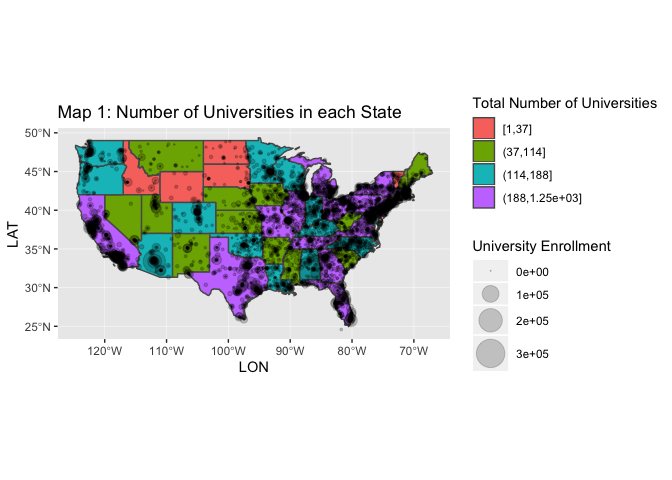 Map 1: Number of Universities in each State
50°N
45°N
40°N
35°N
30°N
25°N
LAT
120°W 110°W 100°W 90°W 80°W 70°W
LON
Total Number of Universities
[1,37]
(37,114]
(114,188]
(188,1.25e+03]
University Enrollment
0e+00
1e+05
2e+05
3e+05